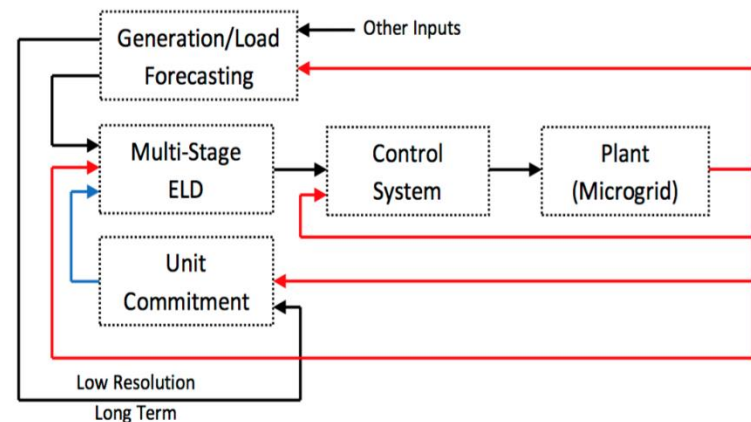 Generation/Load
Forecasting
Other Inputs
Multi-Stage
ELD
Control
System
Plant
(Microgrid)
Unit
Commitment
Low Resolution
Long Term